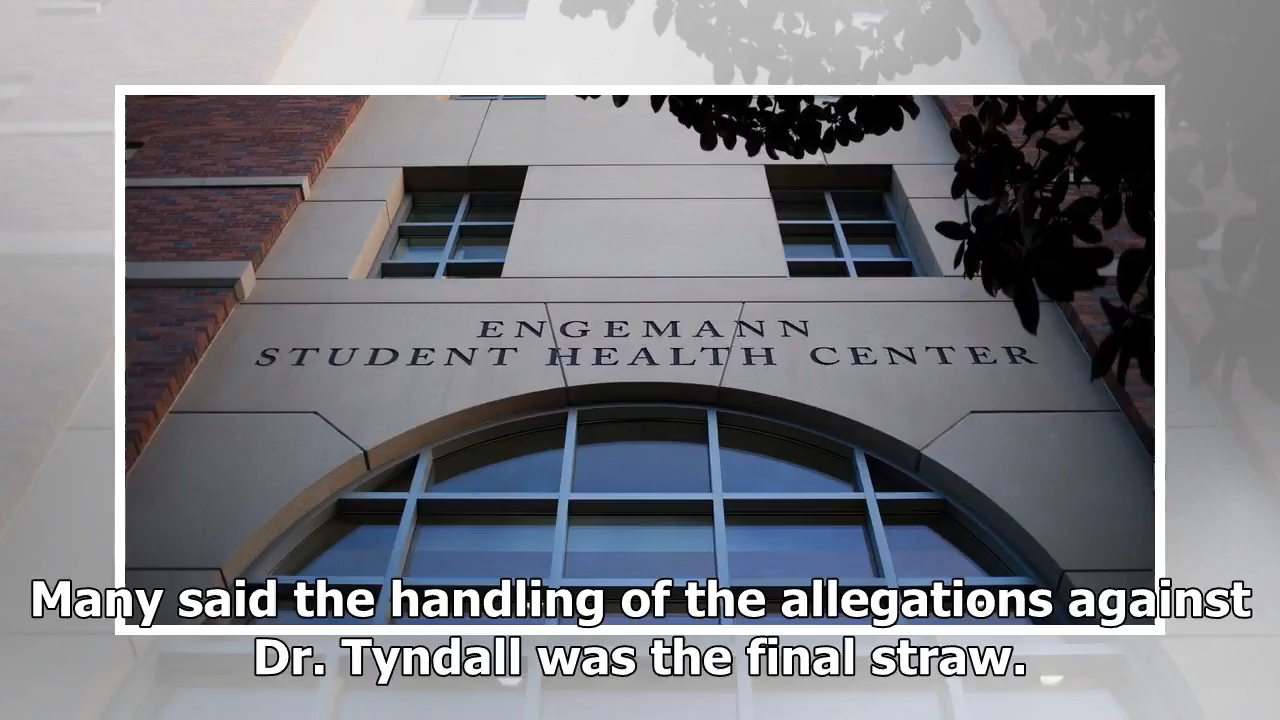 ENGEMANN
STUDENT HEALTH CENTER
Many said the handling of the allegations against
Dr. Tyndall was the final straw.